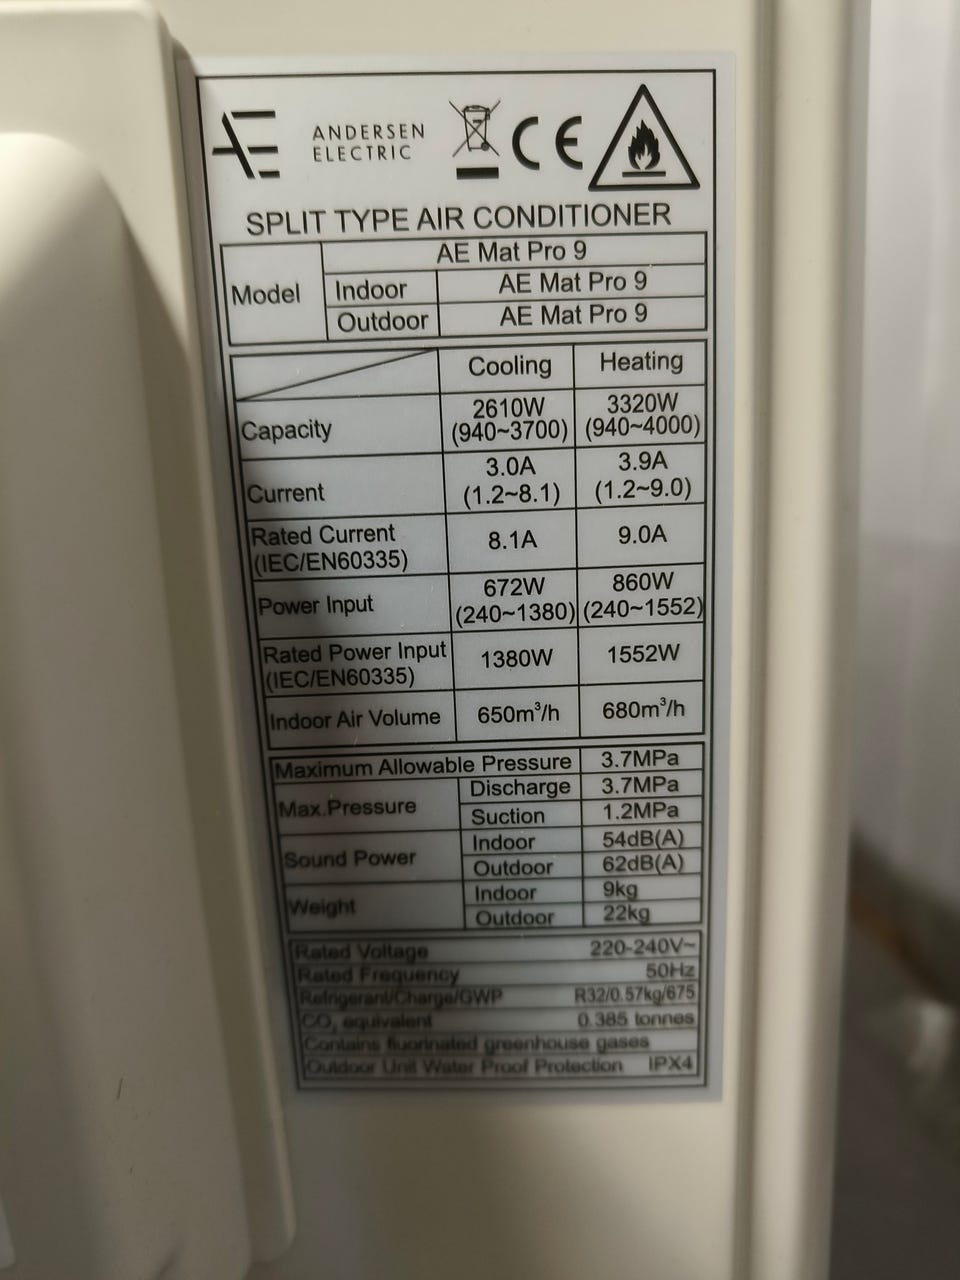 ANDERSEN
ELECTRIC
CE
SPLIT TYPE AIR CONDITIONER
Model AE Mat Pro 9
Indoor AE Mat Pro 9
Outdoor AE Mat Pro 9
Cooling Heating
Capacity 2610W (940~3700) 3320W (940~4000)
Current 3.0A (1.2~8.1) 3.9A (1.2~9.0)
Rated Current (IEC/EN60335) 8.1A 9.0A
Power Input 672W (240~1380) 860W (240~1552)
Rated Power Input (IEC/EN60335) 1380W 1552W
Indoor Air Volume 650m³/h 680m³/h
Maximum Allowable Pressure 3.7MPa
Max.Pressure Discharge 3.7MPa
Suction 1.2MPa
Sound Power Indoor 54dB(A)
Outdoor 62dB(A)
Weight Indoor 9kg
Outdoor 22kg
Rated Voltage 220-240V~
Rated Frequency 50Hz
Refrigerant/Charge/GWP R32/0.57kg/675
CO₂ equivalent 0.385 tonnes
Contains fluorinated greenhouse gases
Outdoor Unit Water Proof Protection IPX4